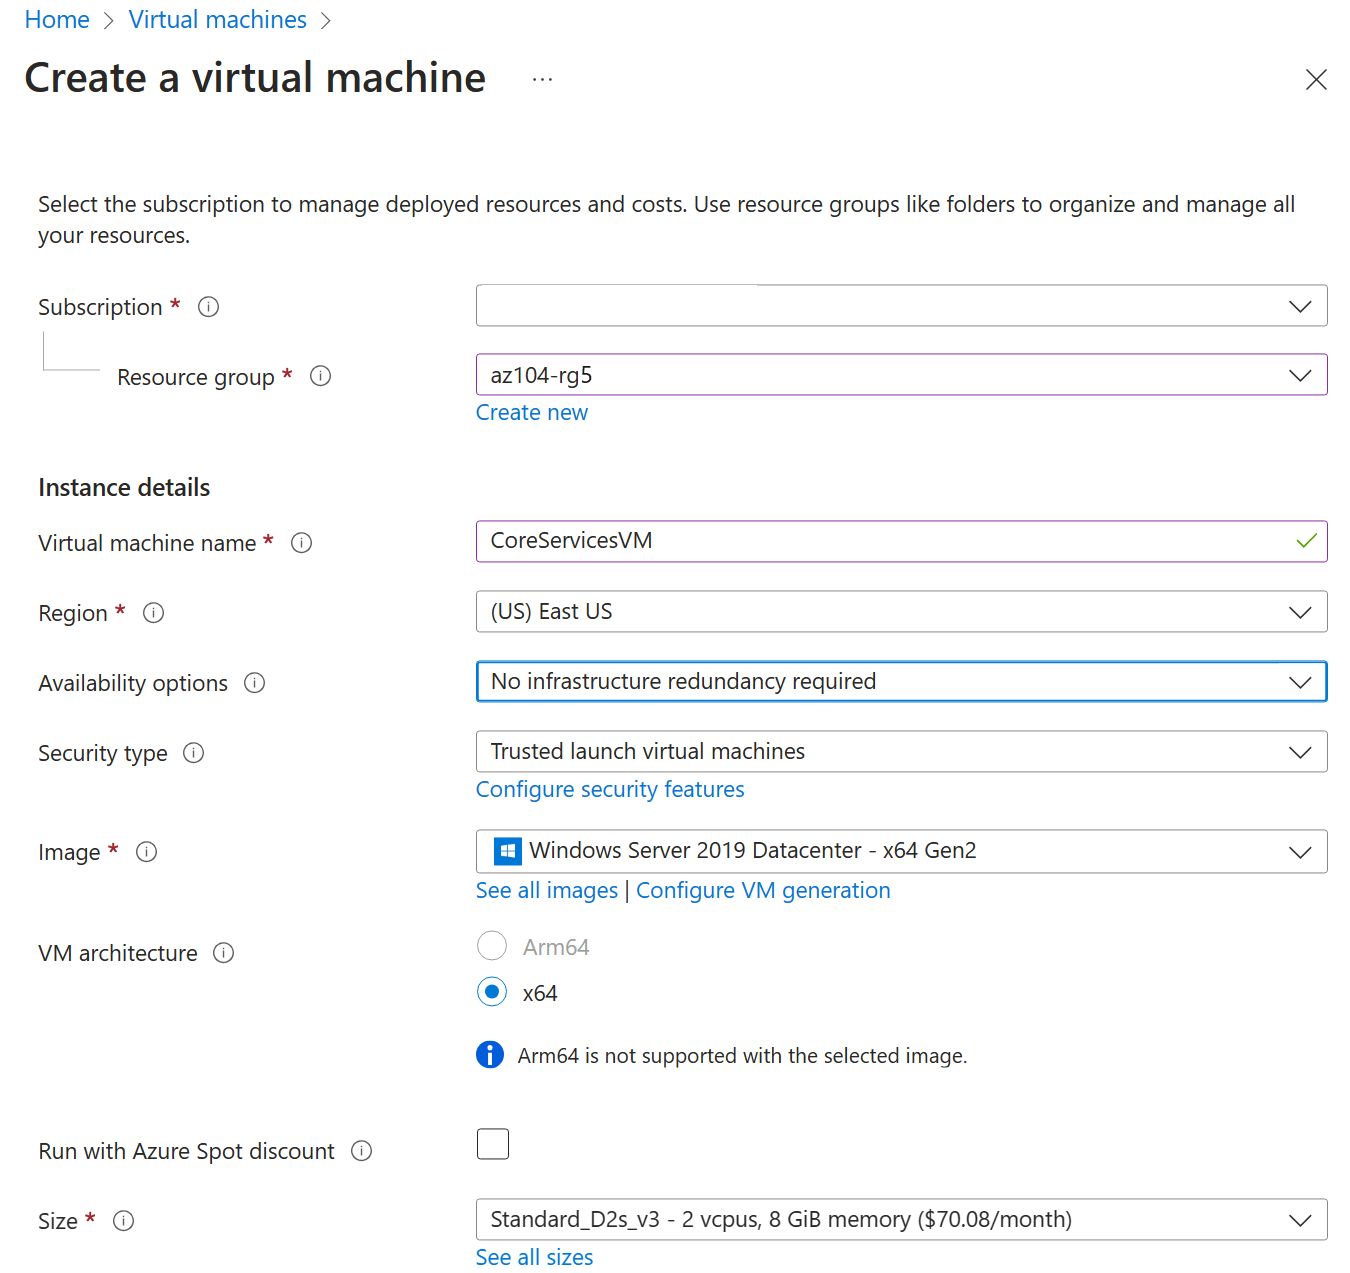 Home > Virtual machines >
Create a virtual machine ...
Select the subscription to manage deployed resources and costs. Use resource groups like folders to organize and manage all
your resources.
Subscription *
Resource group *
az104-rg5
Create new
Instance details
Virtual machine name *
CoreServicesVM
Region *
(US) East US
Availability options
No infrastructure redundancy required
Security type
Trusted launch virtual machines
Configure security features
Image *
Windows Server 2019 Datacenter - x64 Gen2
See all images | Configure VM generation
VM architecture
Arm64
x64
Arm64 is not supported with the selected image.
Run with Azure Spot discount
Size *
Standard_D2s_v3 - 2 vcpus, 8 GiB memory ($70.08/month)
See all sizes